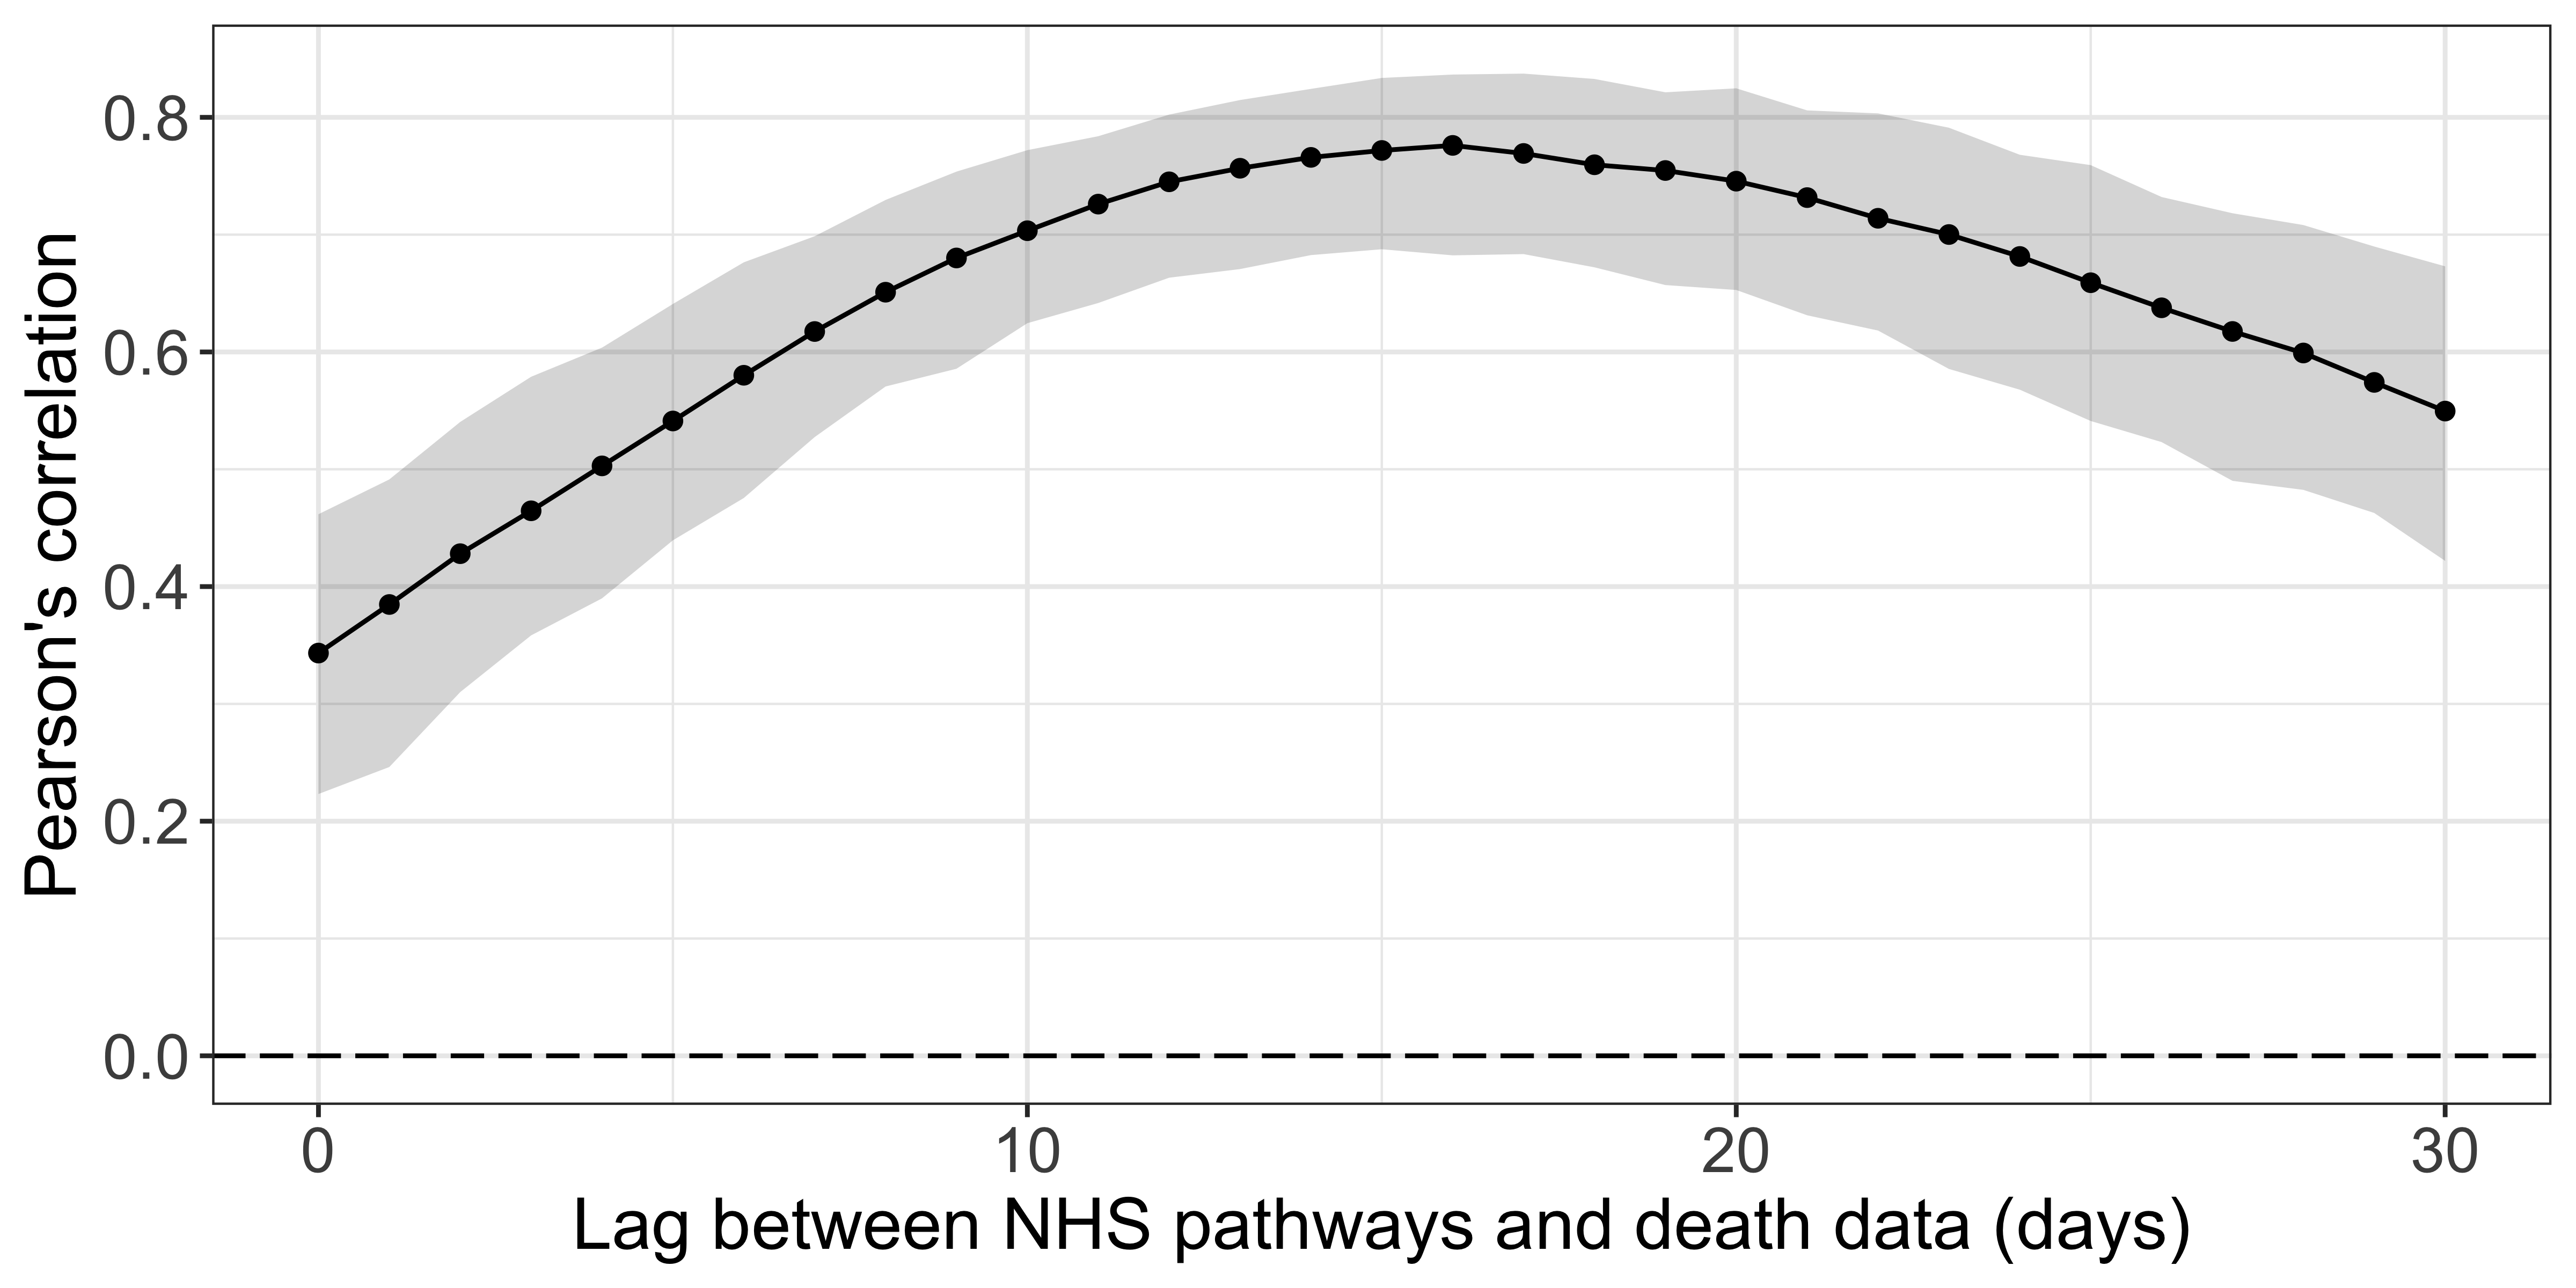 Pearson's correlation
0.8
0.6
0.4
0.2
0.0
0 10 20 30
Lag between NHS pathways and death data (days)